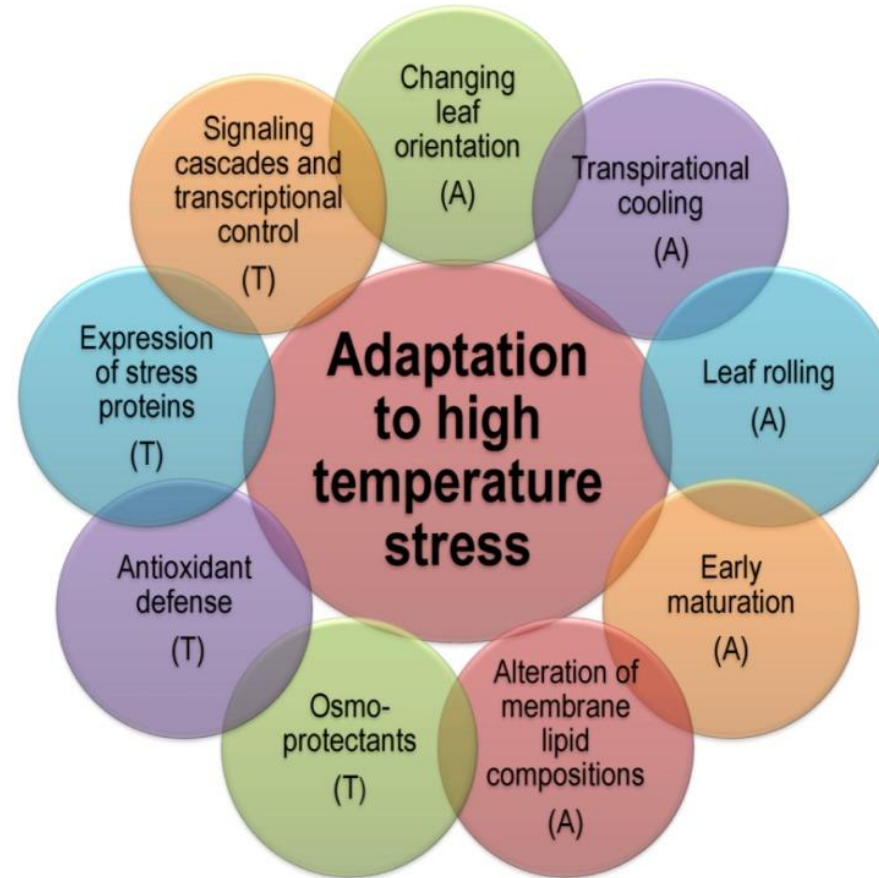 Changing
leaf
orientation
(A)
Transpirational
cooling
(A)
Leaf rolling
(A)
Early
maturation
(A)
Alteration of
membrane
lipid
compositions
(A)
Osmo-
protectants
(T)
Antioxidant
defense
(T)
Expression
of stress
proteins
(T)
Signaling
cascades and
transcriptional
control
(T)
Adaptation
to high
temperature
stress